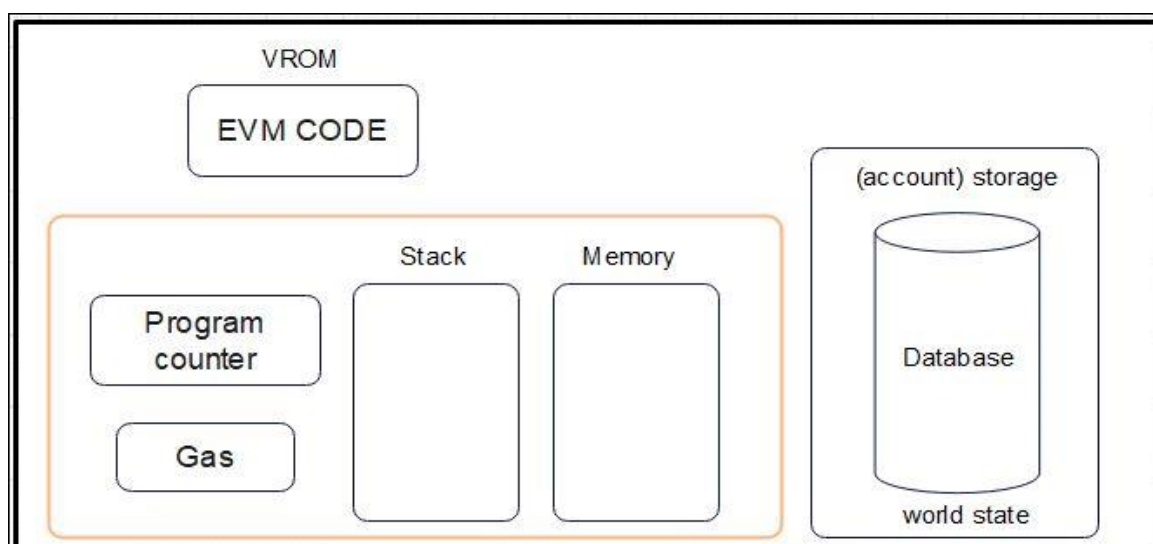 VROM
EVM CODE
(account) storage
Stack
Memory
Program
counter
Database
Gas
world state